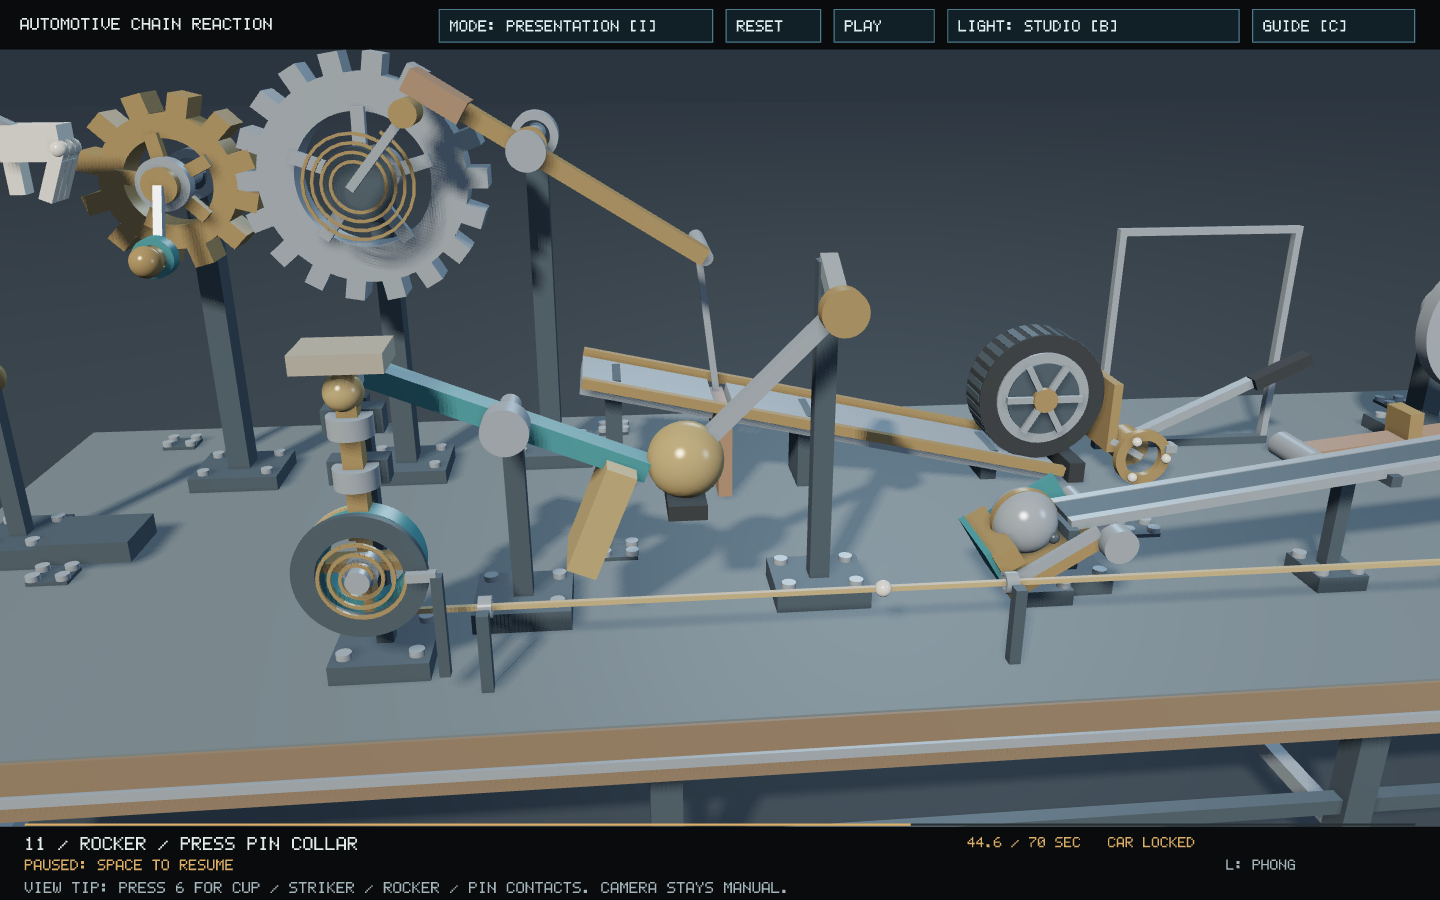 AUTOMOTIVE CHAIN REACTION
MODE: PRESENTATION [I]
RESET
PLAY
LIGHT: STUDIO [B]
GUIDE [C]
11 / ROCKER / PRESS PIN COLLAR
44.6 / 70 SEC
CAR LOCKED
PAUSED: SPACE TO RESUME
L: PHONG
VIEW TIP: PRESS 6 FOR CUP / STRIKER / ROCKER / PIN CONTACTS. CAMERA STAYS MANUAL.